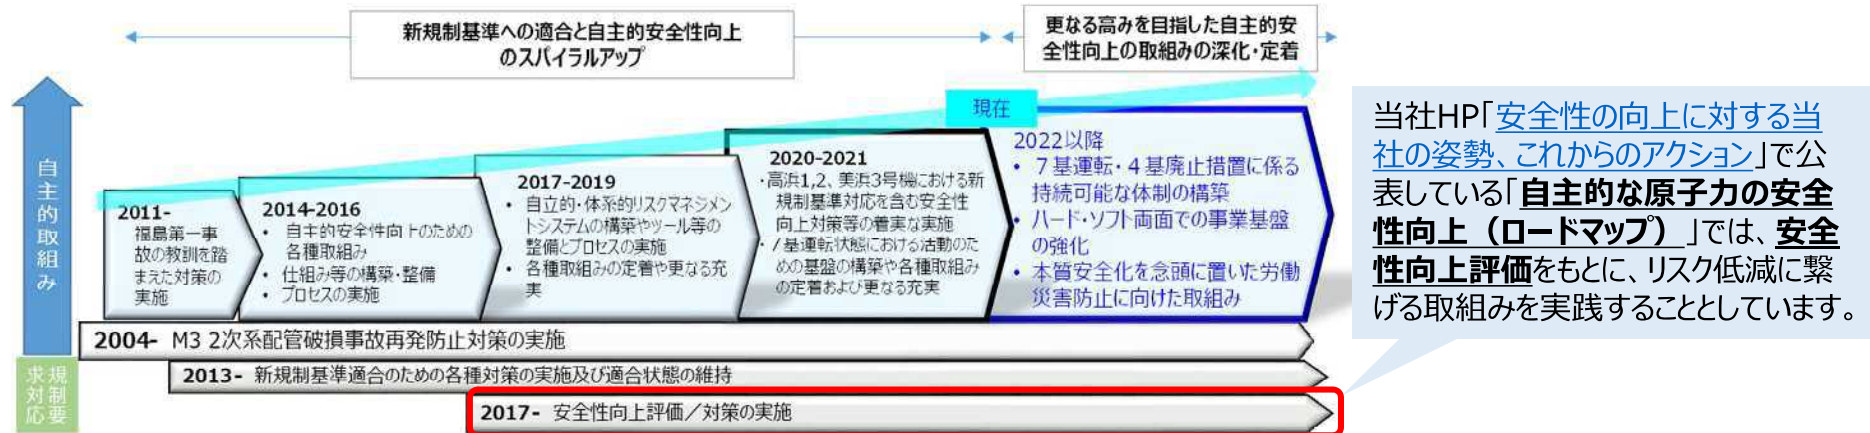 新規制基準への適合と自主的安全性向上
のスパイラルアップ
更なる高みを目指した自主的安
全性向上の取組みの深化・定着
現在
自主的取組み
2011-
福島第一事
故の教訓を踏
まえた対策の
実施
2014-2016
・ 自主的安全性向上のための
各種取組み
・ 仕組み等の構築・整備
・ プロセスの実施
2017-2019
・ 自立的・体系的リスクマネジメン
トシステムの構築やツール等の
整備とプロセスの実施
・ 各種取組みの定着や更なる充
実
2020-2021
・高浜1,2、美浜3号機における新
規制基準対応を含む安全性
向上対策等の着実な実施
・7基運転状態における活動のた
めの基盤の構築や各種取組み
の定着および更なる充実
2022以降
・ 7基運転・4基廃止措置に係る
持続可能な体制の構築
・ ハード・ソフト両面での事業基盤
の強化
・ 本質安全化を念頭に置いた労働
災害防止に向けた取組み
規制要
求対応
2004- M3 2次系配管破損事故再発防止対策の実施
2013- 新規制基準適合のための各種対策の実施及び適合状態の維持
2017- 安全性向上評価／対策の実施
当社HP「安全性の向上に対する当
社の姿勢、これからのアクション」で公
表している「自主的な原子力の安全
性向上（ロードマップ）」では、安全
性向上評価をもとに、リスク低減に繋
げる取組みを実践することとしています。